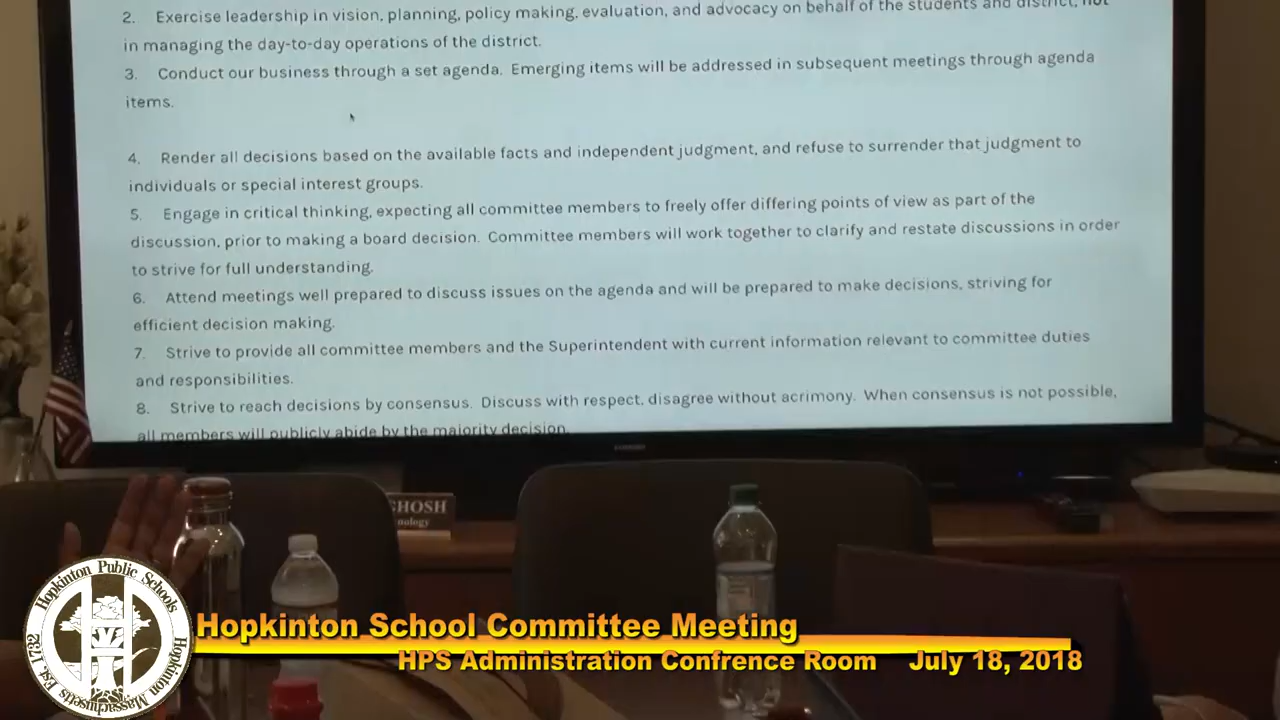 2. Exercise leadership in vision, planning, policy making, evaluation, and advocacy on behalf of the students and district, not
in managing the day-to-day operations of the district.
3. Conduct our business through a set agenda. Emerging items will be addressed in subsequent meetings through agenda
items.
4. Render all decisions based on the available facts and independent judgment, and refuse to surrender that judgment to
individuals or special interest groups.
5. Engage in critical thinking, expecting all committee members to freely offer differing points of view as part of the
discussion, prior to making a board decision. Committee members will work together to clarify and restate discussions in order
to strive for full understanding.
6. Attend meetings well prepared to discuss issues on the agenda and will be prepared to make decisions, striving for
efficient decision making.
7. Strive to provide all committee members and the Superintendent with current information relevant to committee duties
and responsibilities.
8. Strive to reach decisions by consensus. Discuss with respect, disagree without acrimony. When consensus is not possible,
all members will publicly abide by the majority decision.
GHOSH
nology
Hopkinton Public Schools
Hopkinton Massachusetts Est. 1732
Hopkinton School Committee Meeting
HPS Administration Confrence Room July 18, 2018